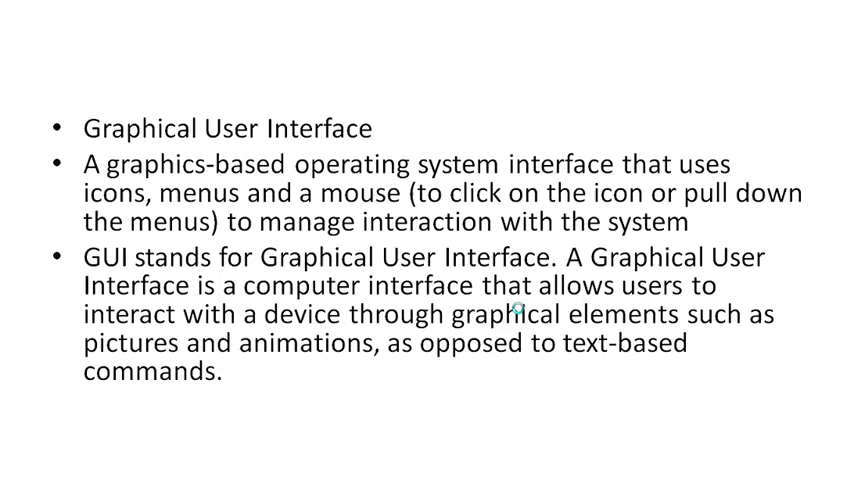 • Graphical User Interface
• A graphics-based operating system interface that uses
icons, menus and a mouse (to click on the icon or pull down
the menus) to manage interaction with the system
• GUI stands for Graphical User Interface. A Graphical User
Interface is a computer interface that allows users to
interact with a device through graphical elements such as
pictures and animations, as opposed to text-based
commands.